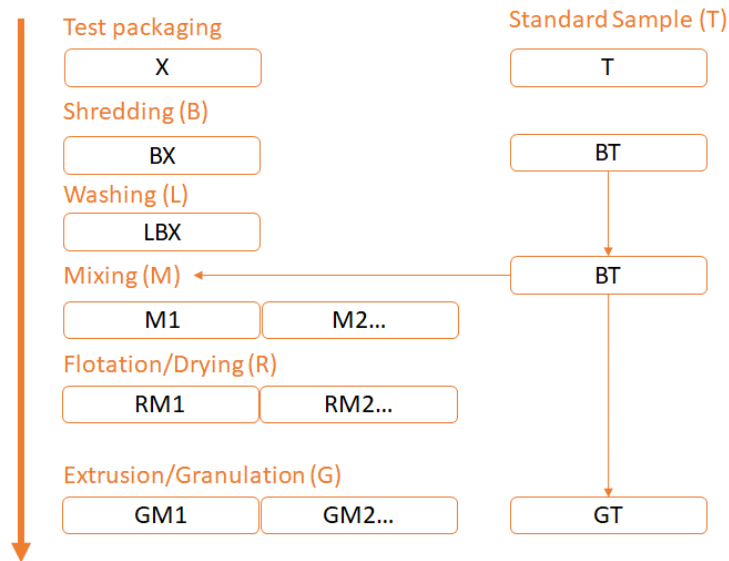 Test packaging
Standard Sample (T)
X
T
Shredding (B)
BX
BT
Washing (L)
LBX
Mixing (M)
BT
M1
M2...
Flotation/Drying (R)
RM1
RM2...
Extrusion/Granulation (G)
GM1
GM2...
GT